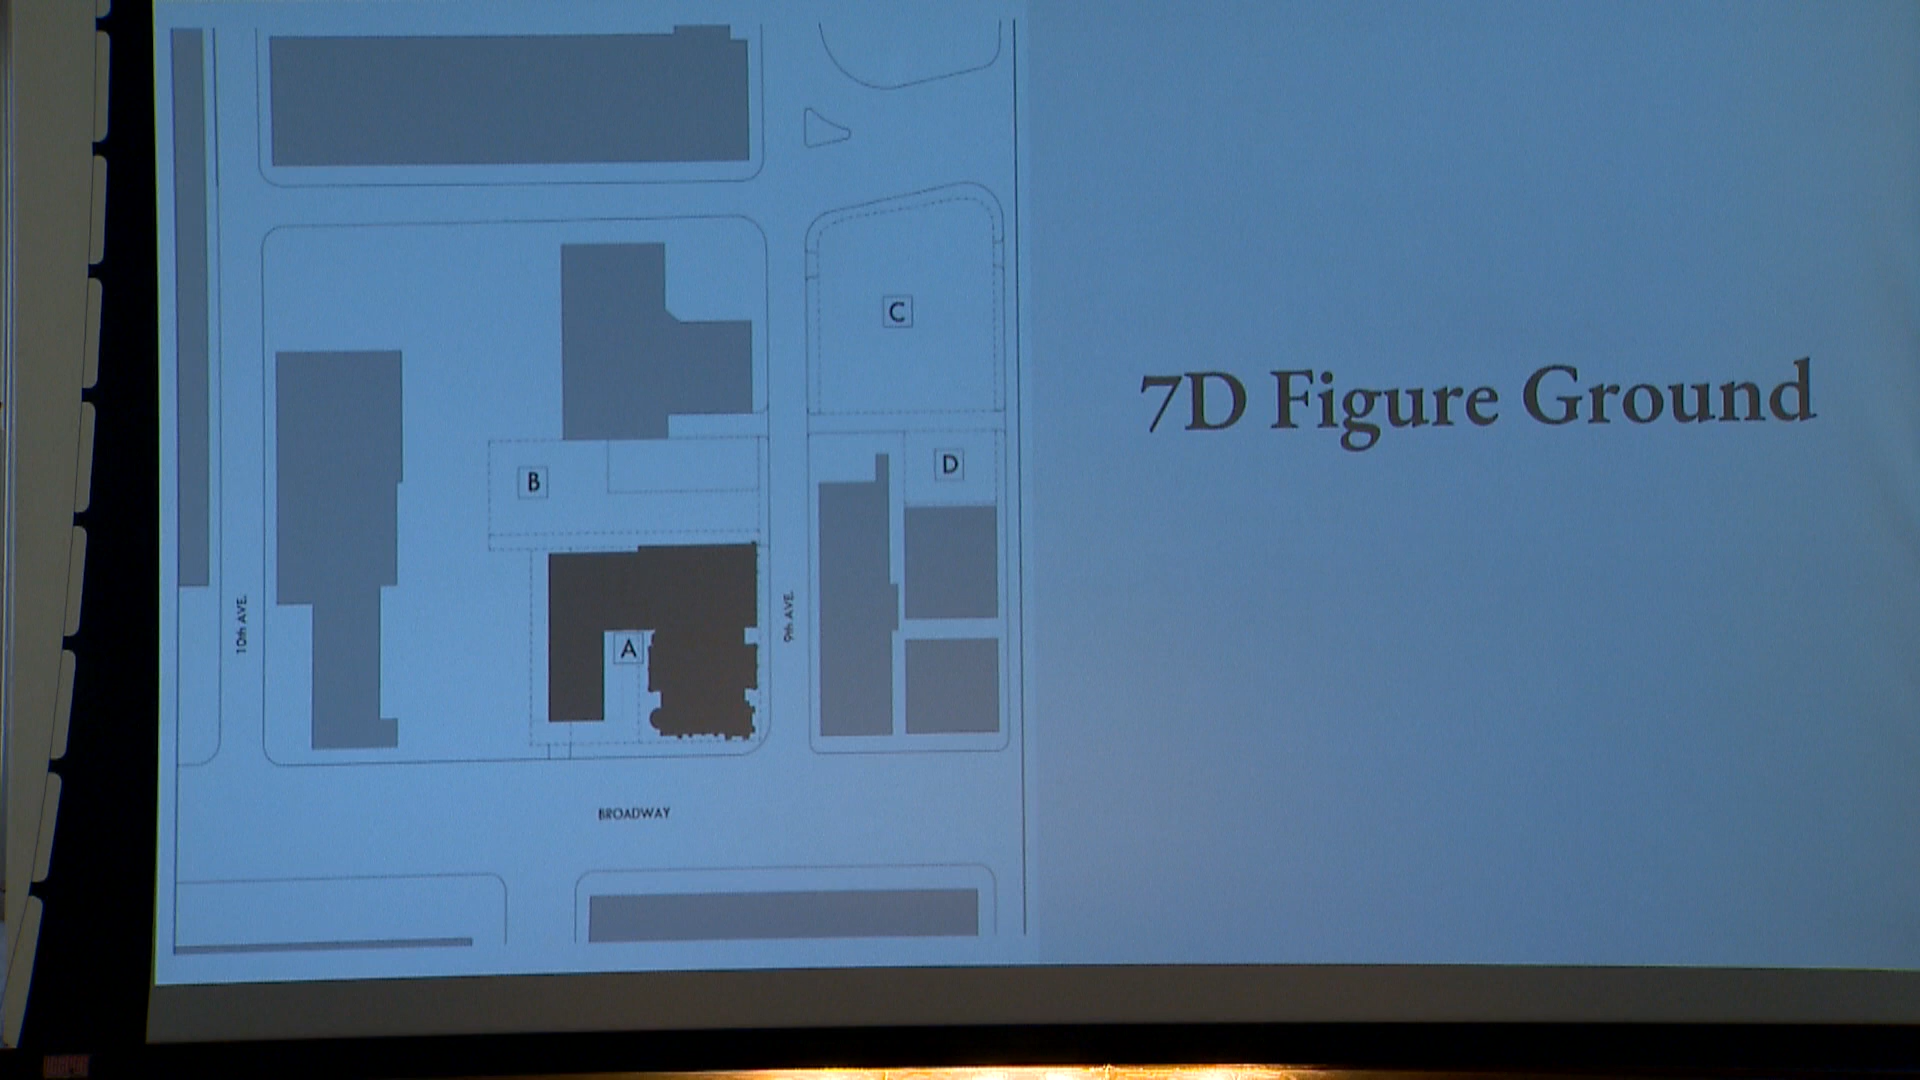 C
7D Figure Ground
D
B
10th AVE.
9th AVE.
A
BROADWAY